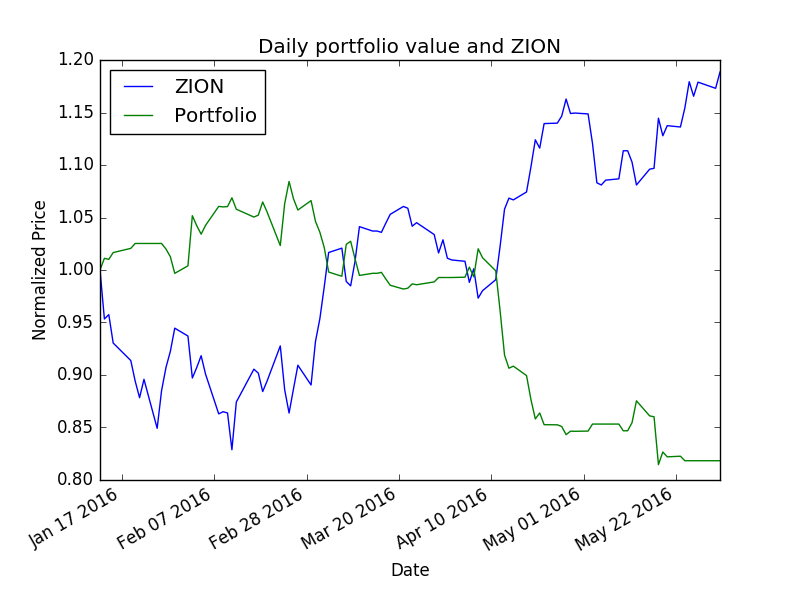 Daily portfolio value and ZION
ZION
Portfolio
1.20
1.15
1.10
1.05
1.00
0.95
0.90
0.85
0.80
Normalized Price
Jan 17 2016
Feb 07 2016
Feb 28 2016
Mar 20 2016
Apr 10 2016
May 01 2016
May 22 2016
Date